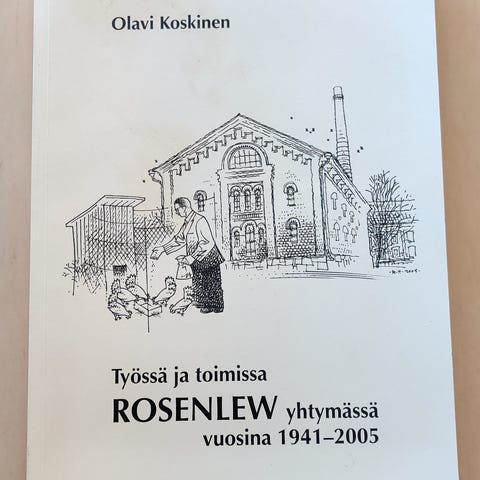 Olavi Koskinen
Työssä ja toimissa
ROSENLEW yhtymässä
vuosina 1941–2005